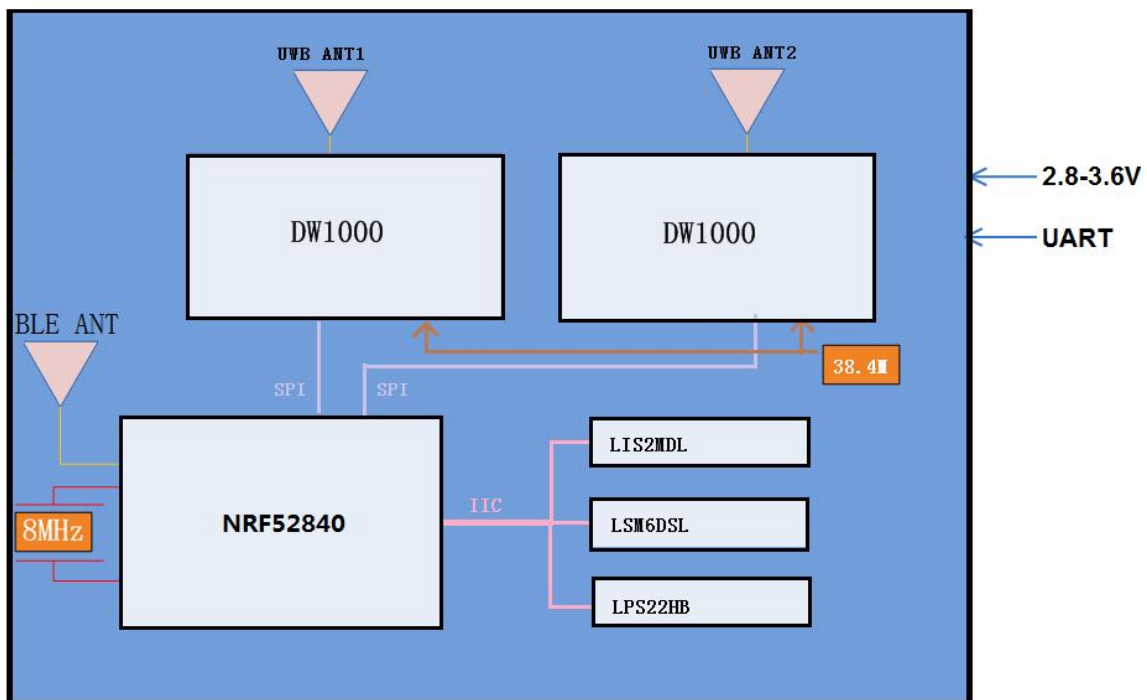 UWB ANT1
UWB ANT2
DW1000
DW1000
2.8-3.6V
UART
BLE ANT
38.4M
SPI
SPI
LIS2MDL
IIC
8MHz
NRF52840
LSM6DSL
LPS22HB